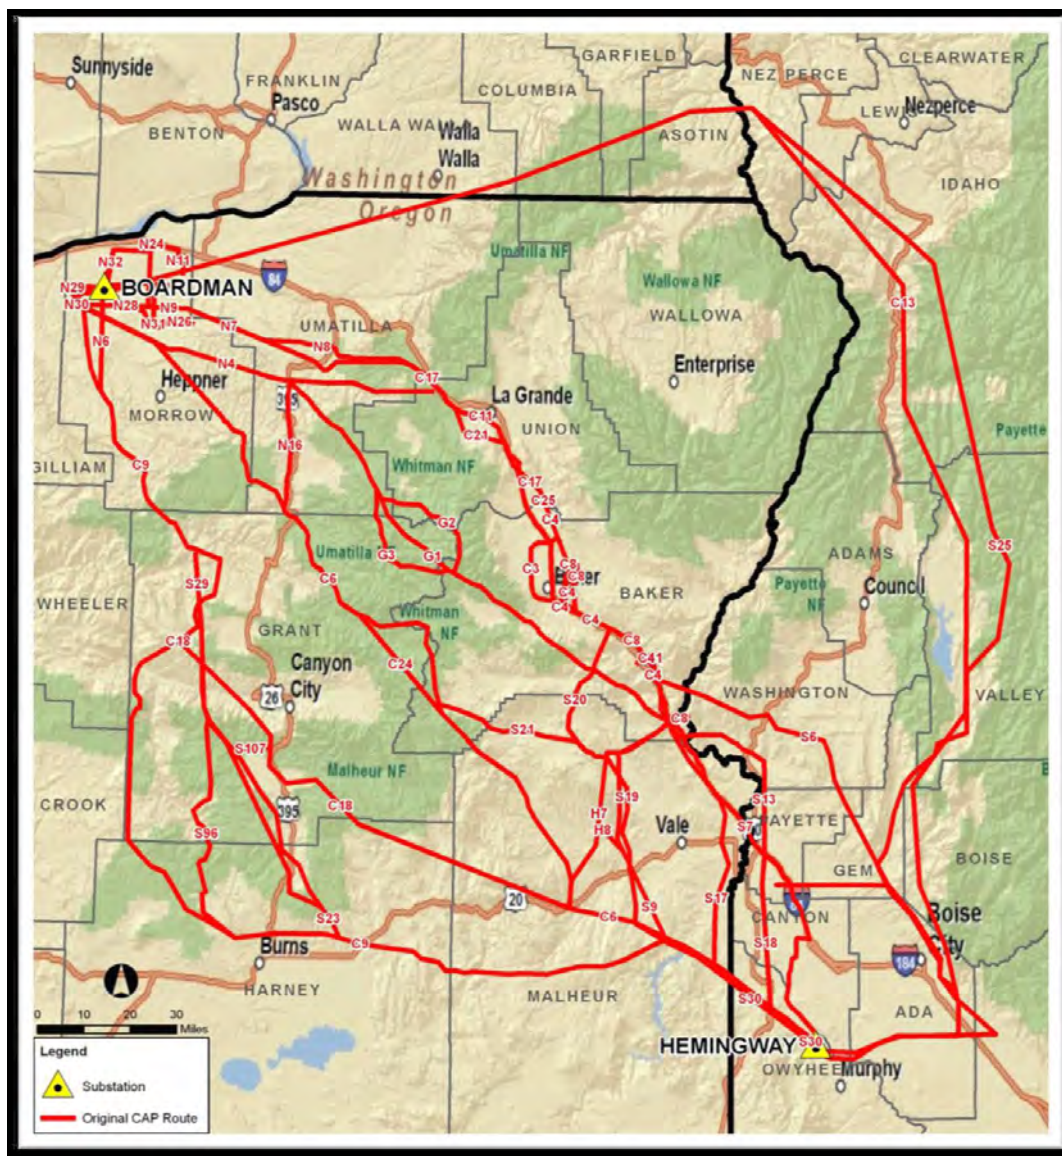 GARFIELD
CLEARWATER
Sunnyside
FRANKLIN
NEZ PERCE
COLUMBIA
Pasco
LEWIS
Nezperce
BENTON
WALLA WALLA
ASOTIN
Walla
Walla
Washington
IDAHO
Oregon
N24
Umatilla NF
N32
N11
84
Wallowa NF
N29
BOARDMAN
C13
N30
N28
N9
WALLOWA
N31
N26
N7
UMATILLA
N6
N8
Enterprise
N4
C17
Heppner
395
La Grande
MORROW
C11
UNION
Payette
C21
N16
GILLIAM
C9
Whitman NF
C17
C25
G2
C4
S25
Umatilla NF
G3
G1
ADAMS
C8
S29
C3
C8
Baker
C6
C4
BAKER
Payette
NF
Council
WHEELER
C4
Whitman
NF
C4
GRANT
C8
C18
C24
C41
Canyon
City
C4
26
WASHINGTON
VALLEY
S20
C8
S21
S6
S107
Malheur NF
S19
S13
CROOK
C18
395
H7
PAYETTE
S7
S96
H8
Vale
BOISE
GEM
20
S17
S9
CANYON
Boise
City
S23
C6
C9
S18
184
Burns
HARNEY
MALHEUR
S30
ADA
0 10 20 30
Miles
HEMINGWAY
S30
OWYHEE
Murphy
Legend
Substation
Original CAP Route